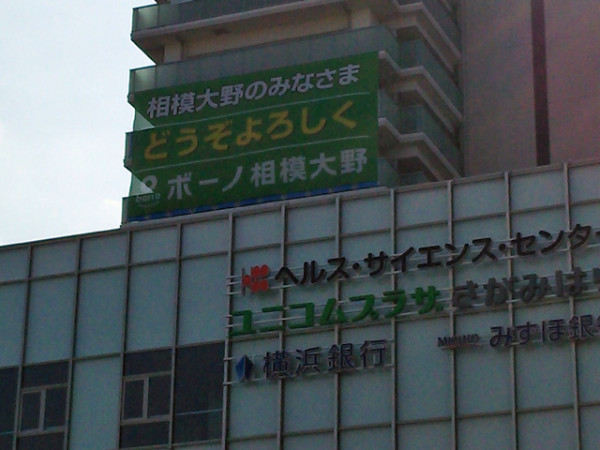 相模大野のみなさま
どうぞよろしく
ボーノ相模大野
ヘルス・サイエンス・センター
ユニコムプラザ さがみは
横浜銀行
MIZUHO みずほ銀